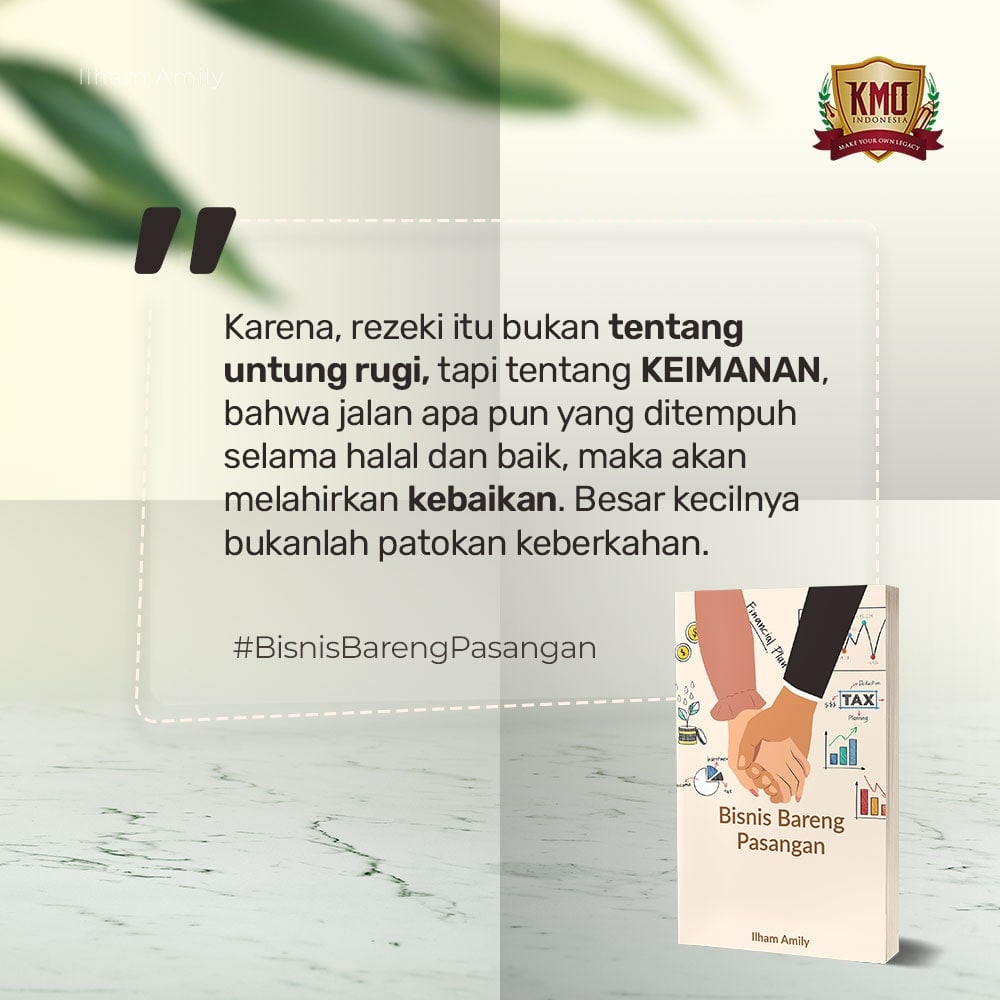 Ilham Amily
KMO
INDONESIA
MAKE YOUR OWN LEGACY
"
Karena, rezeki itu bukan tentang
untung rugi, tapi tentang KEIMANAN,
bahwa jalan apa pun yang ditempuh
selama halal dan baik, maka akan
melahirkan kebaikan. Besar kecilnya
bukanlah patokan keberkahan.
#BisnisBarengPasangan
Financial Plan
Deduction
$$$
TAX
Planning
Bisnis Bareng
Pasangan
Ilham Amily